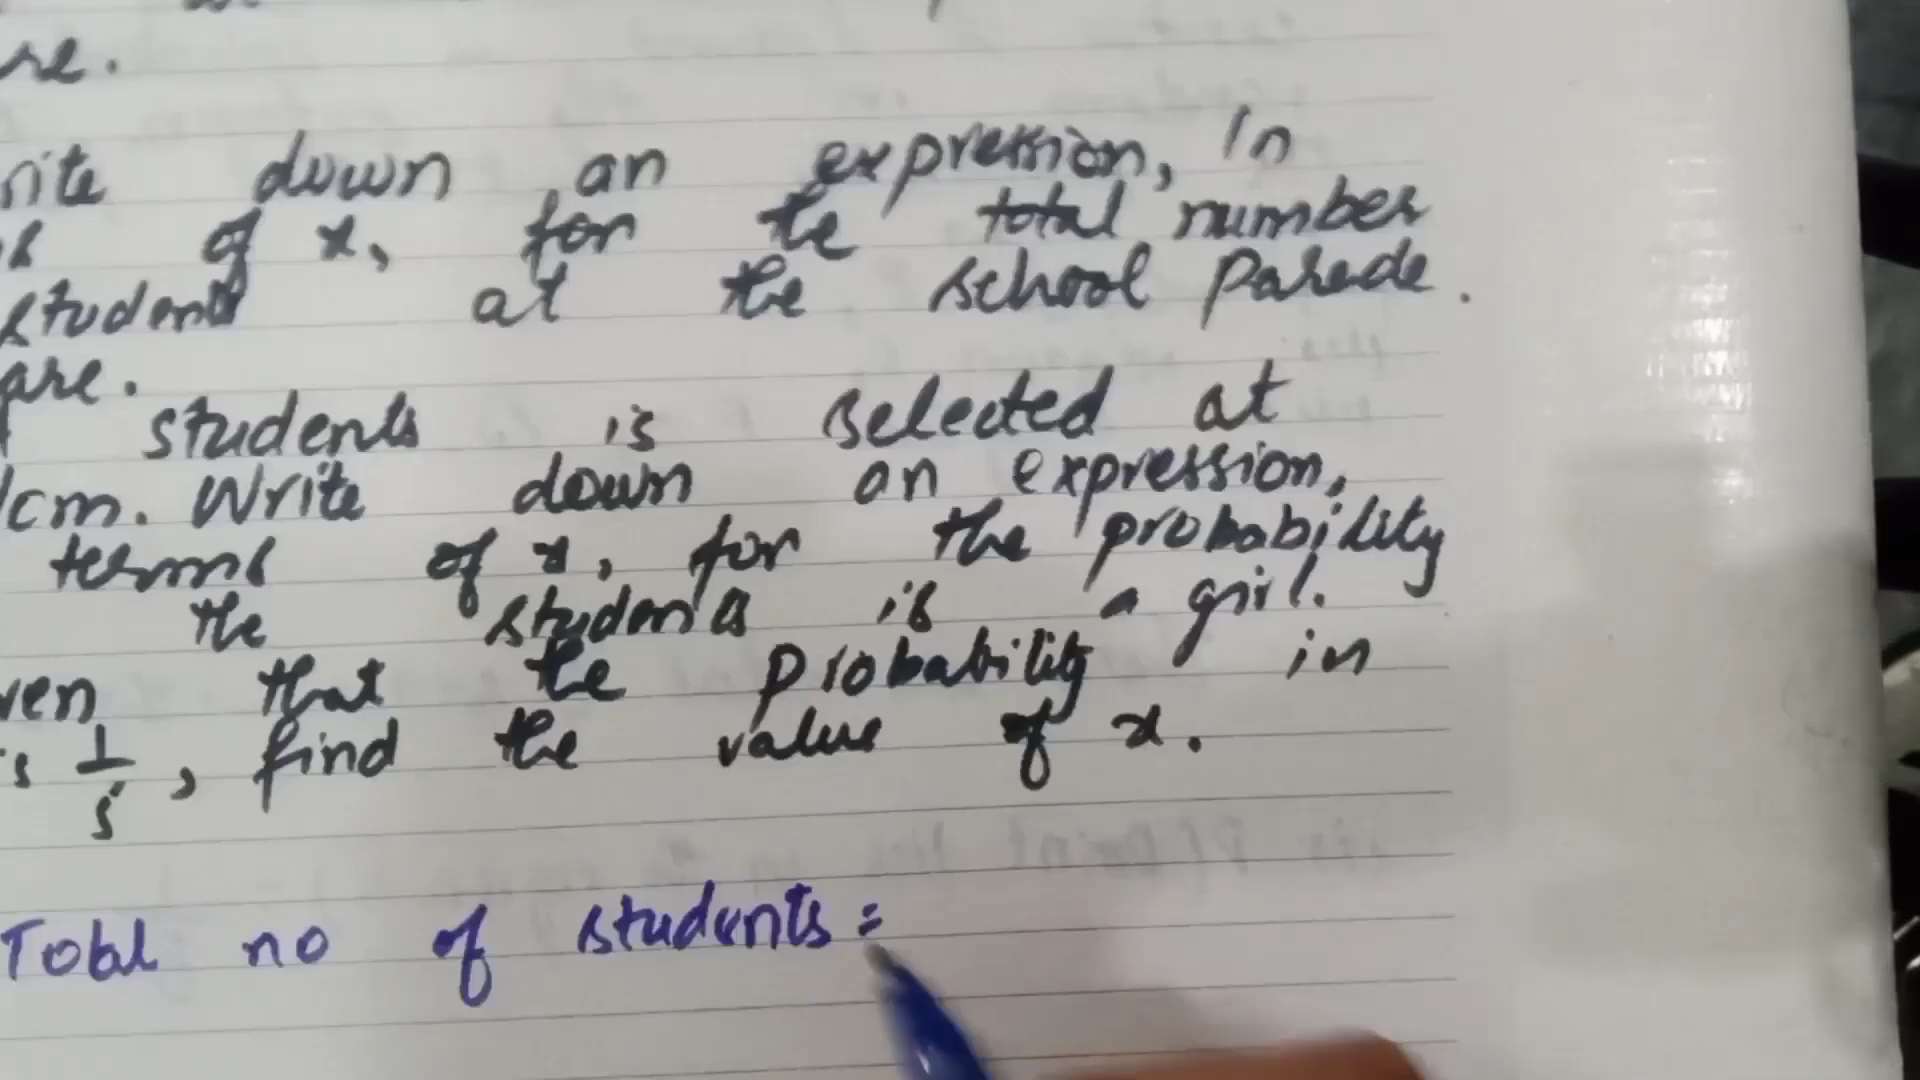 re.
rite down an expression, in
of x, for the total number
students at the school parade.
are.
students is selected at
cm. Write down an expression,
terms of x, for the probability
the students is a girl.
ven that the probability in
is 1/5, find the value of x.
Total no of students =